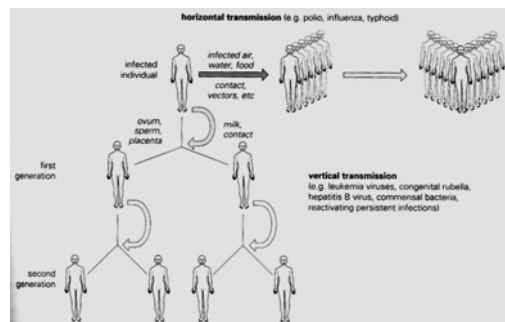 horizontal transmission (e.g. polio, influenza, typhoid)
infected
individual
infected air,
water, food
contact,
vectors, etc
ovum,
sperm,
placenta
milk,
contact
first
generation
vertical transmission
(e.g. leukemia viruses, congenital rubella,
hepatitis B virus, commensal bacteria,
reactivating persistent infections)
second
generation